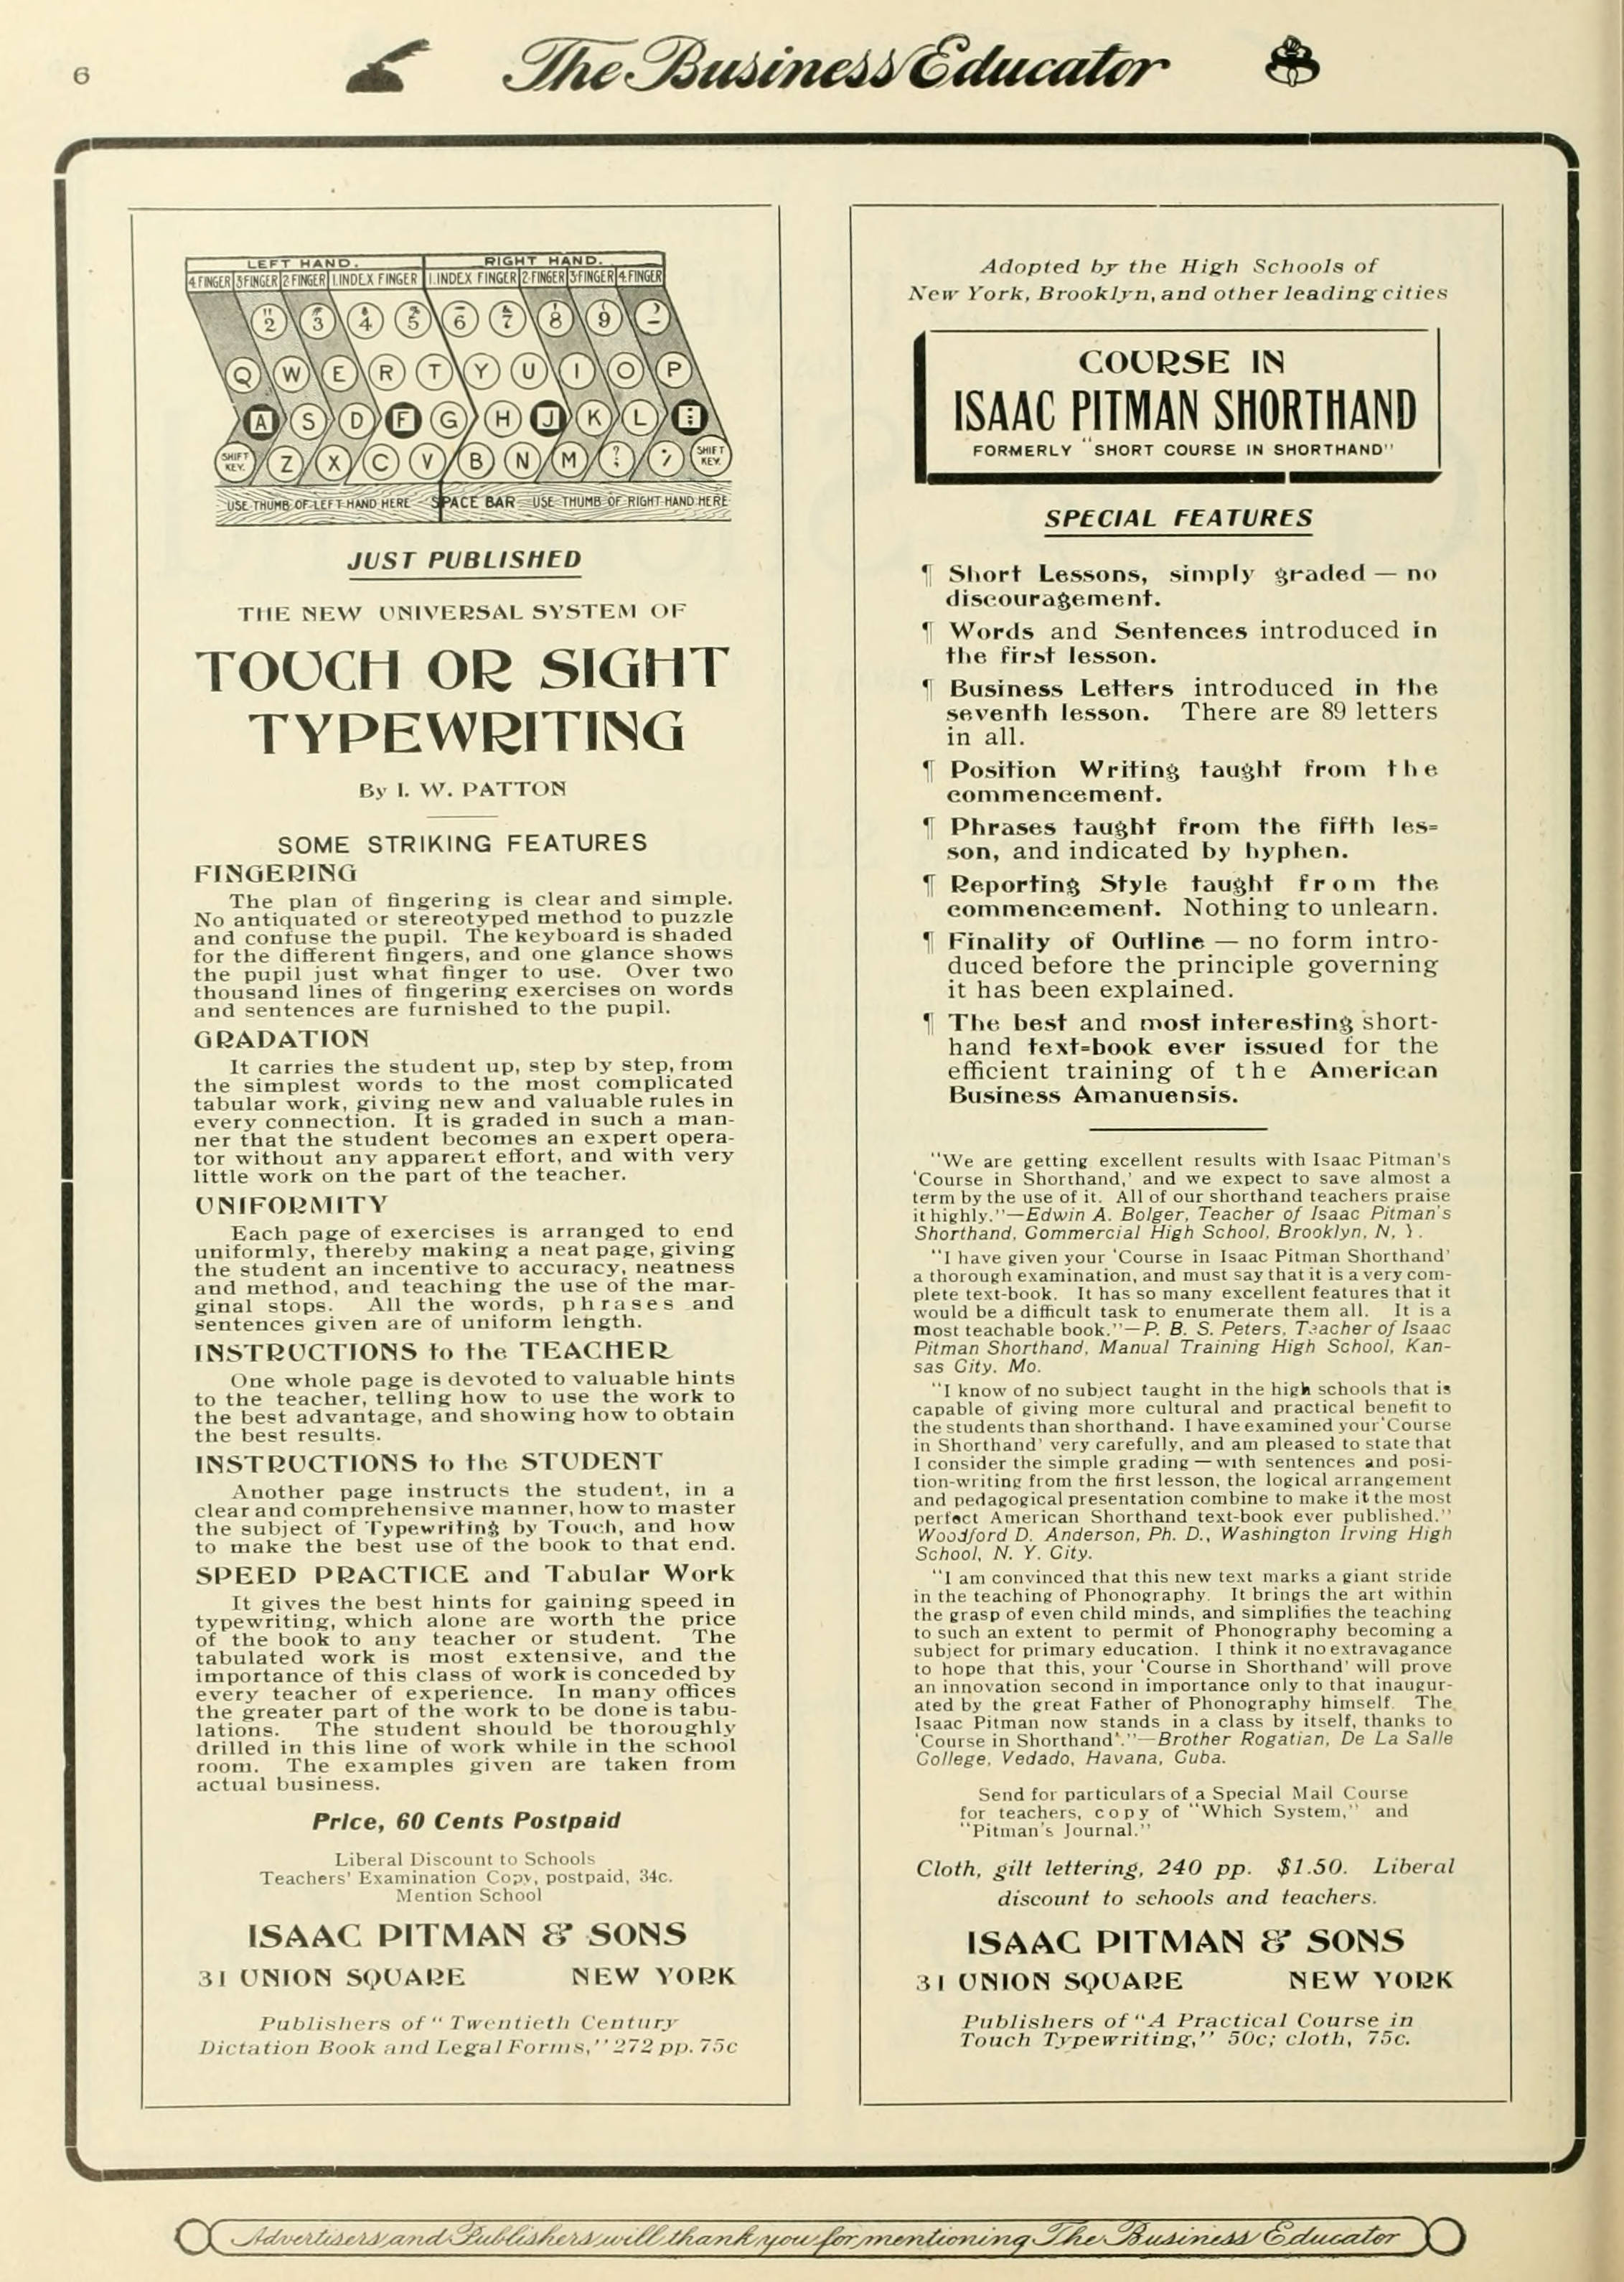 6
The Business Educator
LEFT HAND. RIGHT HAND.
4.FINGER 3.FINGER 2.FINGER 1.INDEX FINGER 1.INDEX FINGER 2.FINGER 3.FINGER 4.FINGER
2 3 4 5 6 7 8 9 -
Q W E R T Y U I O P
A S D F G H J K L
SHIFT KEY. Z X C V B N M SHIFT KEY.
USE THUMB OF LEFT HAND HERE SPACE BAR USE THUMB OF RIGHT HAND HERE
JUST PUBLISHED
THE NEW UNIVERSAL SYSTEM OF
TOUCH OR SIGHT
TYPEWRITING
By I. W. PATTON
SOME STRIKING FEATURES
FINGERING
The plan of fingering is clear and simple.
No antiquated or stereotyped method to puzzle
and confuse the pupil. The keyboard is shaded
for the different fingers, and one glance shows
the pupil just what finger to use. Over two
thousand lines of fingering exercises on words
and sentences are furnished to the pupil.
GRADATION
It carries the student up, step by step, from
the simplest words to the most complicated
tabular work, giving new and valuable rules in
every connection. It is graded in such a man-
ner that the student becomes an expert opera-
tor without any apparent effort, and with very
little work on the part of the teacher.
UNIFORMITY
Each page of exercises is arranged to end
uniformly, thereby making a neat page, giving
the student an incentive to accuracy, neatness
and method, and teaching the use of the mar-
ginal stops. All the words, phrases and
sentences given are of uniform length.
INSTRUCTIONS to the TEACHER
One whole page is devoted to valuable hints
to the teacher, telling how to use the work to
the best advantage, and showing how to obtain
the best results.
INSTRUCTIONS to the STUDENT
Another page instructs the student, in a
clear and comprehensive manner, how to master
the subject of Typewriting by Touch, and how
to make the best use of the book to that end.
SPEED PRACTICE and Tabular Work
It gives the best hints for gaining speed in
typewriting, which alone are worth the price
of the book to any teacher or student. The
tabulated work is most extensive, and the
importance of this class of work is conceded by
every teacher of experience. In many offices
the greater part of the work to be done is tabu-
lations. The student should be thoroughly
drilled in this line of work while in the school
room. The examples given are taken from
actual business.
Price, 60 Cents Postpaid
Liberal Discount to Schools
Teachers' Examination Copy, postpaid, 34c.
Mention School
ISAAC PITMAN & SONS
31 UNION SQUARE NEW YORK
Publishers of "Twentieth Century
Dictation Book and Legal Forms," 272 pp. 75c
Adopted by the High Schools of
New York, Brooklyn, and other leading cities
COURSE IN
ISAAC PITMAN SHORTHAND
FORMERLY "SHORT COURSE IN SHORTHAND"
SPECIAL FEATURES
¶ Short Lessons, simply graded — no
discouragement.
¶ Words and Sentences introduced in
the first lesson.
¶ Business Letters introduced in the
seventh lesson. There are 89 letters
in all.
¶ Position Writing taught from the
commencement.
¶ Phrases taught from the fifth les=
son, and indicated by hyphen.
¶ Reporting Style taught from the
commencement. Nothing to unlearn.
¶ Finality of Outline — no form intro-
duced before the principle governing
it has been explained.
¶ The best and most interesting short-
hand text=book ever issued for the
efficient training of the American
Business Amanuensis.
"We are getting excellent results with Isaac Pitman's
'Course in Shorthand,' and we expect to save almost a
term by the use of it. All of our shorthand teachers praise
it highly."—Edwin A. Bolger, Teacher of Isaac Pitman's
Shorthand, Commercial High School, Brooklyn, N, Y.
"I have given your 'Course in Isaac Pitman Shorthand'
a thorough examination, and must say that it is a very com-
plete text-book. It has so many excellent features that it
would be a difficult task to enumerate them all. It is a
most teachable book."—P. B. S. Peters, Teacher of Isaac
Pitman Shorthand, Manual Training High School, Kan-
sas City. Mo.
"I know of no subject taught in the high schools that is
capable of giving more cultural and practical benefit to
the students than shorthand. I have examined your 'Course
in Shorthand' very carefully, and am pleased to state that
I consider the simple grading — with sentences and posi-
tion-writing from the first lesson, the logical arrangement
and pedagogical presentation combine to make it the most
perfect American Shorthand text-book ever published."
Woodford D. Anderson, Ph. D., Washington Irving High
School, N. Y. City.
"I am convinced that this new text marks a giant stride
in the teaching of Phonography. It brings the art within
the grasp of even child minds, and simplifies the teaching
to such an extent to permit of Phonography becoming a
subject for primary education. I think it no extravagance
to hope that this, your 'Course in Shorthand' will prove
an innovation second in importance only to that inaugur-
ated by the great Father of Phonography himself. The
Isaac Pitman now stands in a class by itself, thanks to
'Course in Shorthand'."—Brother Rogatian, De La Salle
College, Vedado, Havana, Cuba.
Send for particulars of a Special Mail Course
for teachers, copy of "Which System," and
"Pitman's Journal."
Cloth, gilt lettering, 240 pp. $1.50. Liberal
discount to schools and teachers.
ISAAC PITMAN & SONS
31 UNION SQUARE NEW YORK
Publishers of "A Practical Course in
Touch Typewriting," 50c; cloth, 75c.
Advertisers and Publishers will thank you for mentioning The Business Educator